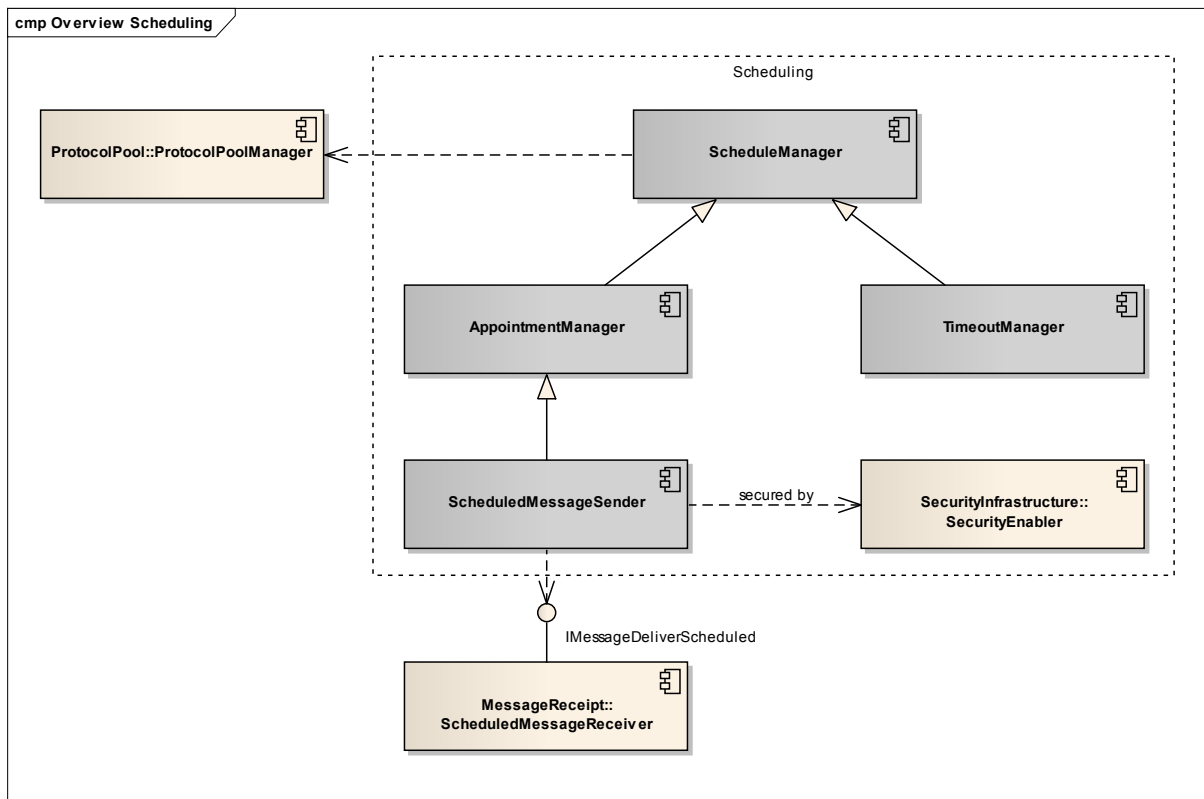 cmp Overview Scheduling
Scheduling
ProtocolPool::ProtocolPoolManager
ScheduleManager
AppointmentManager
TimeoutManager
ScheduledMessageSender
secured by
SecurityInfrastructure::
SecurityEnabler
IMessageDeliverScheduled
MessageReceipt::
ScheduledMessageReceiver